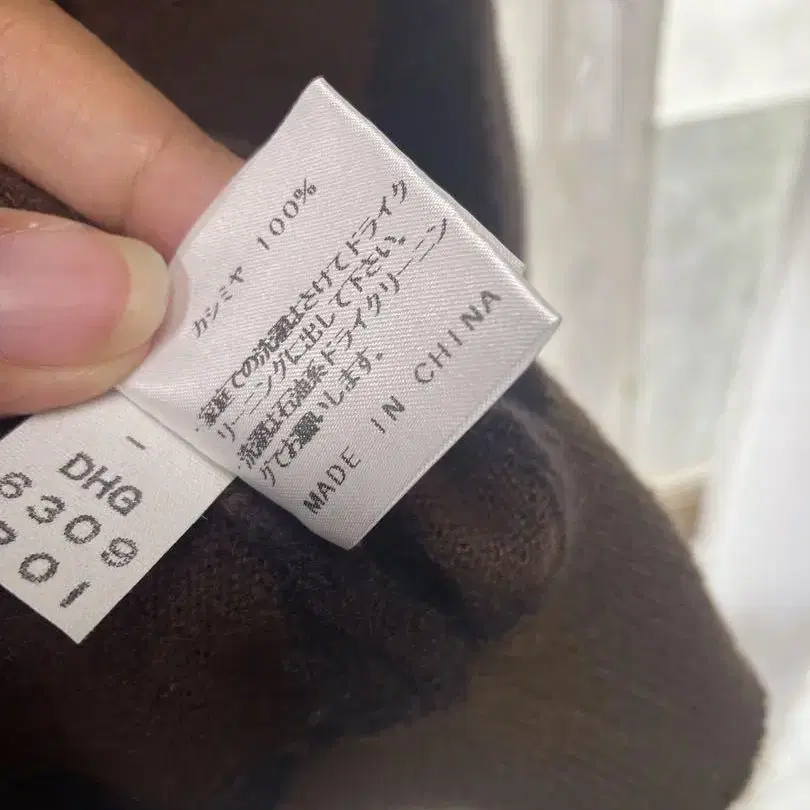 カシミヤ 100%
・家庭での洗濯はさけてドライク
リーニングに出して下さい。
・洗濯は石油系ドライクリーニン
グでお願いします。
MADE IN CHINA
-
DHG
6309
701